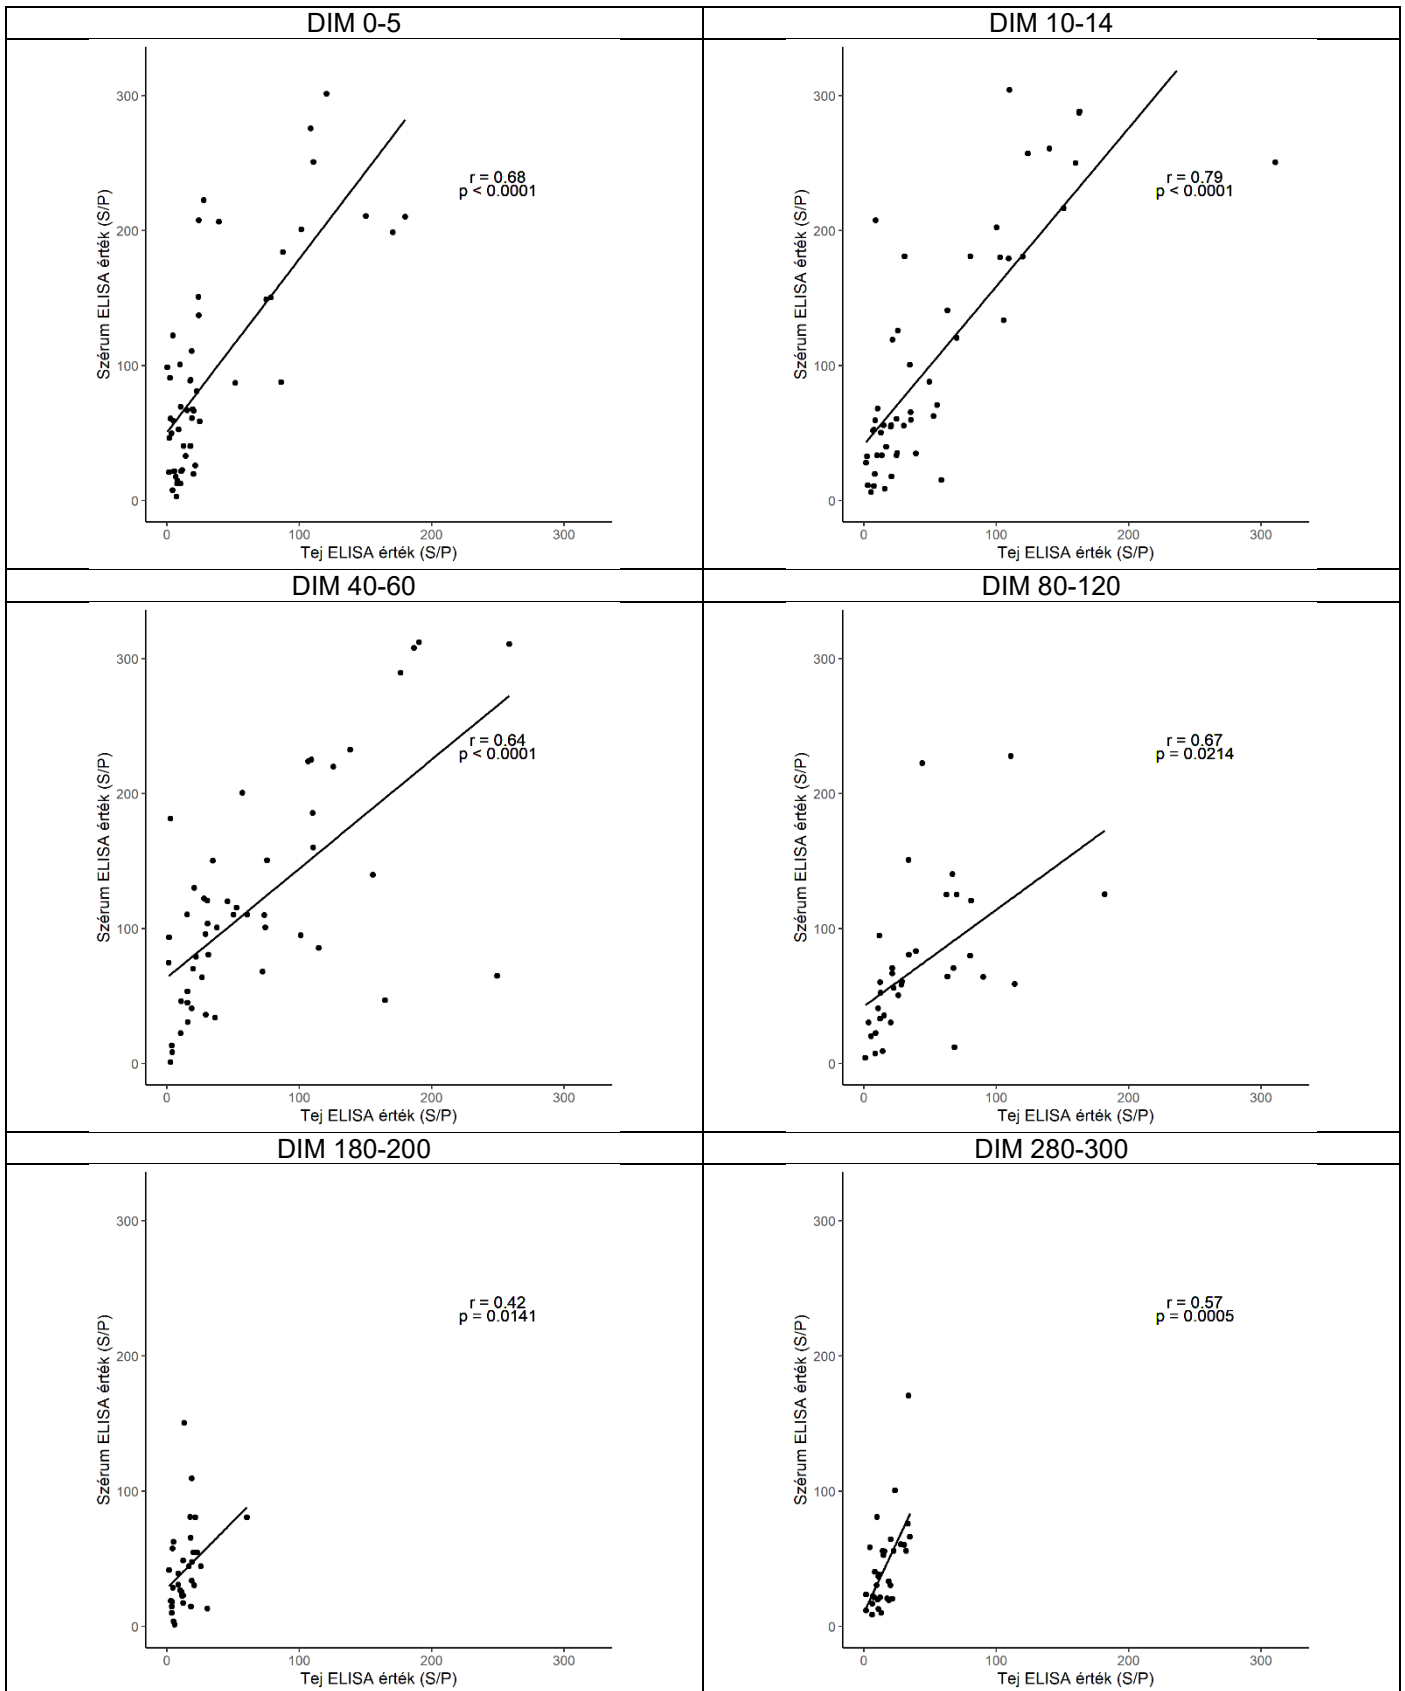 DIM 0-5
DIM 10-14
300
200
100
0
Szérum ELISA érték (S/P)
r = 0.68
p < 0.0001
0 100 200 300
Tej ELISA érték (S/P)
300
200
100
0
Szérum ELISA érték (S/P)
r = 0.79
p < 0.0001
0 100 200 300
Tej ELISA érték (S/P)
DIM 40-60
DIM 80-120
300
200
100
0
Szérum ELISA érték (S/P)
r = 0.64
p < 0.0001
0 100 200 300
Tej ELISA érték (S/P)
300
200
100
0
Szérum ELISA érték (S/P)
r = 0.67
p = 0.0214
0 100 200 300
Tej ELISA érték (S/P)
DIM 180-200
DIM 280-300
300
200
100
0
Szérum ELISA érték (S/P)
r = 0.42
p = 0.0141
0 100 200 300
Tej ELISA érték (S/P)
300
200
100
0
Szérum ELISA érték (S/P)
r = 0.57
p = 0.0005
0 100 200 300
Tej ELISA érték (S/P)